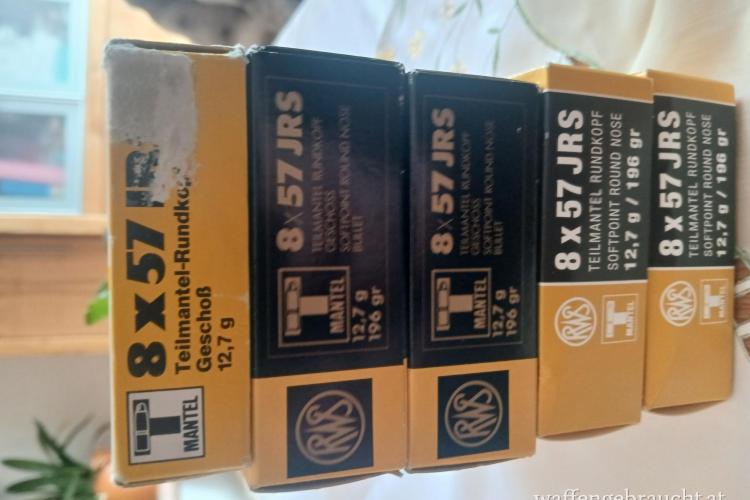 8 x 57
Teilmantel-Rundko
Geschoß
12,7 g
MANTEL
8 x 57 JRS
TEILMANTEL RUNDKOPF
GESCHOSS
SOFTPOINT ROUND NOSE
BULLET
T
MANTEL
12,7 g
196 gr
RWS
8 x 57 JRS
TEILMANTEL RUNDKOPF
GESCHOSS
SOFTPOINT ROUND NOSE
BULLET
T
MANTEL
12,7 g
196 gr
RWS
8 x 57 JRS
TEILMANTEL RUNDKOPF
SOFTPOINT ROUND NOSE
12,7 g / 196 gr
RWS
T
MANTEL
8 x 57 JRS
TEILMANTEL RUNDKOPF
SOFTPOINT ROUND NOSE
12,7 g / 196 gr
RWS
T
MANTEL
waffengebraucht.at